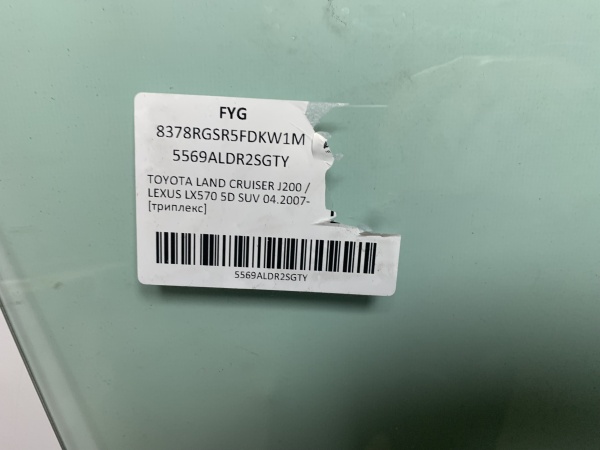 FYG
8378RGSR5FDKW1M
5569ALDR2SGTY
TOYOTA LAND CRUISER J200 /
LEXUS LX570 5D SUV 04.2007-
[триплекс]
5569ALDR2SGTY